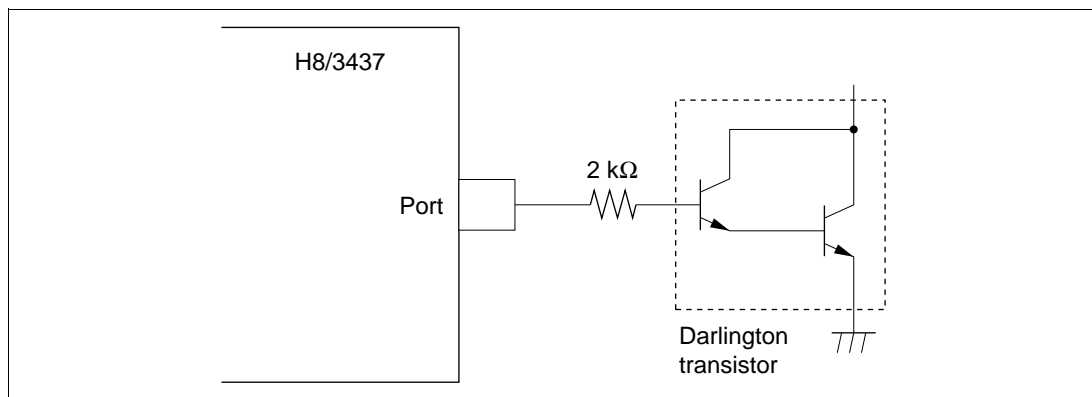 H8/3437
Port
2 kΩ
Darlington
transistor